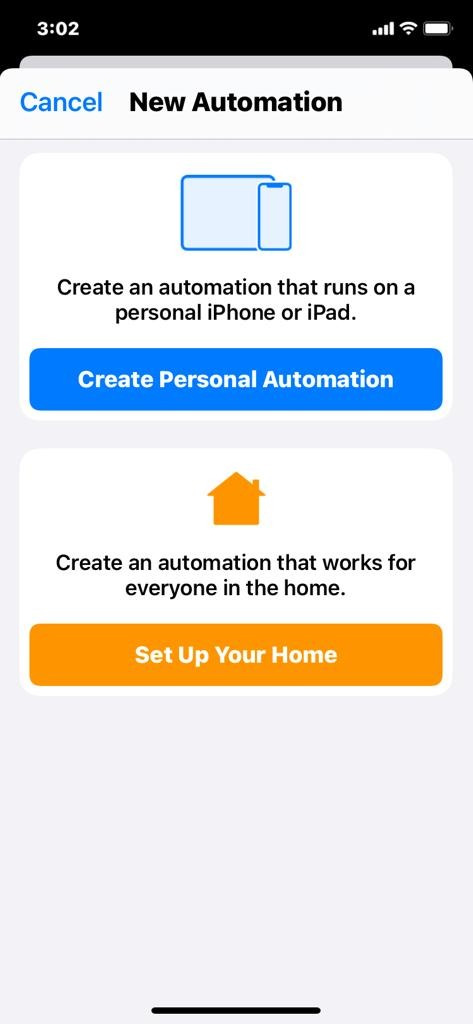 3:02
Cancel New Automation
Create an automation that runs on a
personal iPhone or iPad.
Create Personal Automation
Create an automation that works for
everyone in the home.
Set Up Your Home